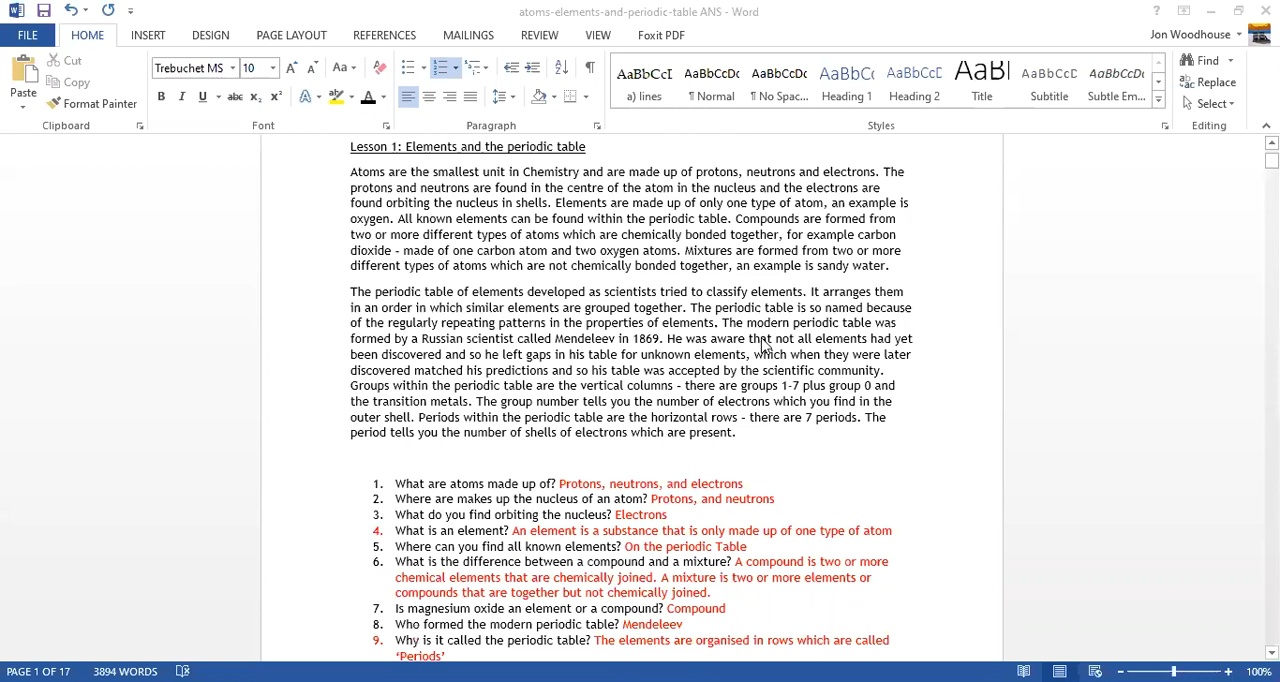 atoms-elements-and-periodic-table ANS - Word
FILE HOME INSERT DESIGN PAGE LAYOUT REFERENCES MAILINGS REVIEW VIEW Foxit PDF Jon Woodhouse
Paste Cut Copy Format Painter
Trebuchet MS 10
AaBbCcI AaBbCcDc AaBbCcDc AaBbC AaBbCcD AaBl AaBbCcD AaBbCcDc
a) lines ¶ Normal ¶ No Spac... Heading 1 Heading 2 Title Subtitle Subtle Em...
Find Replace Select
Clipboard Font Paragraph Styles Editing
Lesson 1: Elements and the periodic table
Atoms are the smallest unit in Chemistry and are made up of protons, neutrons and electrons. The
protons and neutrons are found in the centre of the atom in the nucleus and the electrons are
found orbiting the nucleus in shells. Elements are made up of only one type of atom, an example is
oxygen. All known elements can be found within the periodic table. Compounds are formed from
two or more different types of atoms which are chemically bonded together, for example carbon
dioxide - made of one carbon atom and two oxygen atoms. Mixtures are formed from two or more
different types of atoms which are not chemically bonded together, an example is sandy water.
The periodic table of elements developed as scientists tried to classify elements. It arranges them
in an order in which similar elements are grouped together. The periodic table is so named because
of the regularly repeating patterns in the properties of elements. The modern periodic table was
formed by a Russian scientist called Mendeleev in 1869. He was aware that not all elements had yet
been discovered and so he left gaps in his table for unknown elements, which when they were later
discovered matched his predictions and so his table was accepted by the scientific community.
Groups within the periodic table are the vertical columns - there are groups 1-7 plus group 0 and
the transition metals. The group number tells you the number of electrons which you find in the
outer shell. Periods within the periodic table are the horizontal rows - there are 7 periods. The
period tells you the number of shells of electrons which are present.
1. What are atoms made up of? Protons, neutrons, and electrons
2. Where are makes up the nucleus of an atom? Protons, and neutrons
3. What do you find orbiting the nucleus? Electrons
4. What is an element? An element is a substance that is only made up of one type of atom
5. Where can you find all known elements? On the periodic Table
6. What is the difference between a compound and a mixture? A compound is two or more
chemical elements that are chemically joined. A mixture is two or more elements or
compounds that are together but not chemically joined.
7. Is magnesium oxide an element or a compound? Compound
8. Who formed the modern periodic table? Mendeleev
9. Why is it called the periodic table? The elements are organised in rows which are called
'Periods'
PAGE 1 OF 17 3894 WORDS 100%